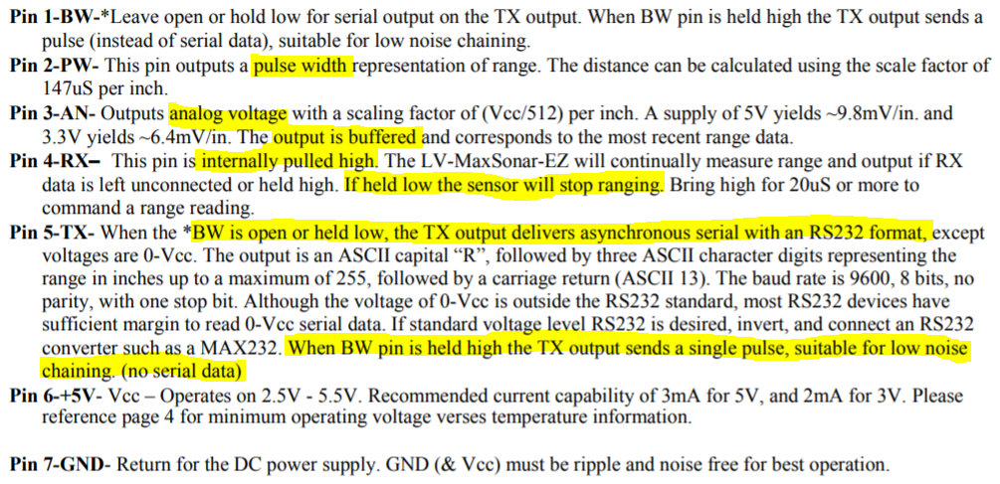 Pin 1-BW-*Leave open or hold low for serial output on the TX output. When BW pin is held high the TX output sends a
pulse (instead of serial data), suitable for low noise chaining.
Pin 2-PW- This pin outputs a pulse width representation of range. The distance can be calculated using the scale factor of
147uS per inch.
Pin 3-AN- Outputs analog voltage with a scaling factor of (Vcc/512) per inch. A supply of 5V yields ~9.8mV/in. and
3.3V yields ~6.4mV/in. The output is buffered and corresponds to the most recent range data.
Pin 4-RX– This pin is internally pulled high. The LV-MaxSonar-EZ will continually measure range and output if RX
data is left unconnected or held high. If held low the sensor will stop ranging. Bring high for 20uS or more to
command a range reading.
Pin 5-TX- When the *BW is open or held low, the TX output delivers asynchronous serial with an RS232 format, except
voltages are 0-Vcc. The output is an ASCII capital “R”, followed by three ASCII character digits representing the
range in inches up to a maximum of 255, followed by a carriage return (ASCII 13). The baud rate is 9600, 8 bits, no
parity, with one stop bit. Although the voltage of 0-Vcc is outside the RS232 standard, most RS232 devices have
sufficient margin to read 0-Vcc serial data. If standard voltage level RS232 is desired, invert, and connect an RS232
converter such as a MAX232. When BW pin is held high the TX output sends a single pulse, suitable for low noise
chaining. (no serial data)
Pin 6-+5V- Vcc – Operates on 2.5V - 5.5V. Recommended current capability of 3mA for 5V, and 2mA for 3V. Please
reference page 4 for minimum operating voltage verses temperature information.
Pin 7-GND- Return for the DC power supply. GND (& Vcc) must be ripple and noise free for best operation.